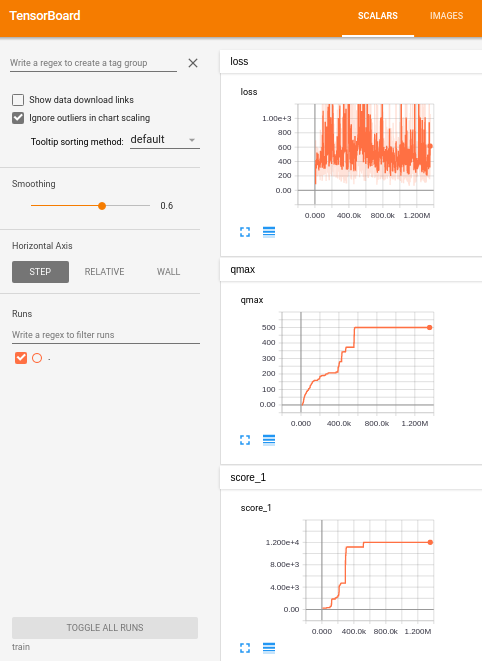 TensorBoard
SCALARS IMAGES
Write a regex to create a tag group
Show data download links
Ignore outliers in chart scaling
Tooltip sorting method: default
Smoothing
0.6
Horizontal Axis
STEP RELATIVE WALL
Runs
Write a regex to filter runs
.
TOGGLE ALL RUNS
train
loss
loss
1.00e+3
800
600
400
200
0.00
0.000 400.0k 800.0k 1.200M
qmax
qmax
500
400
300
200
100
0.00
0.000 400.0k 800.0k 1.200M
score_1
score_1
1.200e+4
8.00e+3
4.00e+3
0.00
0.000 400.0k 800.0k 1.200M